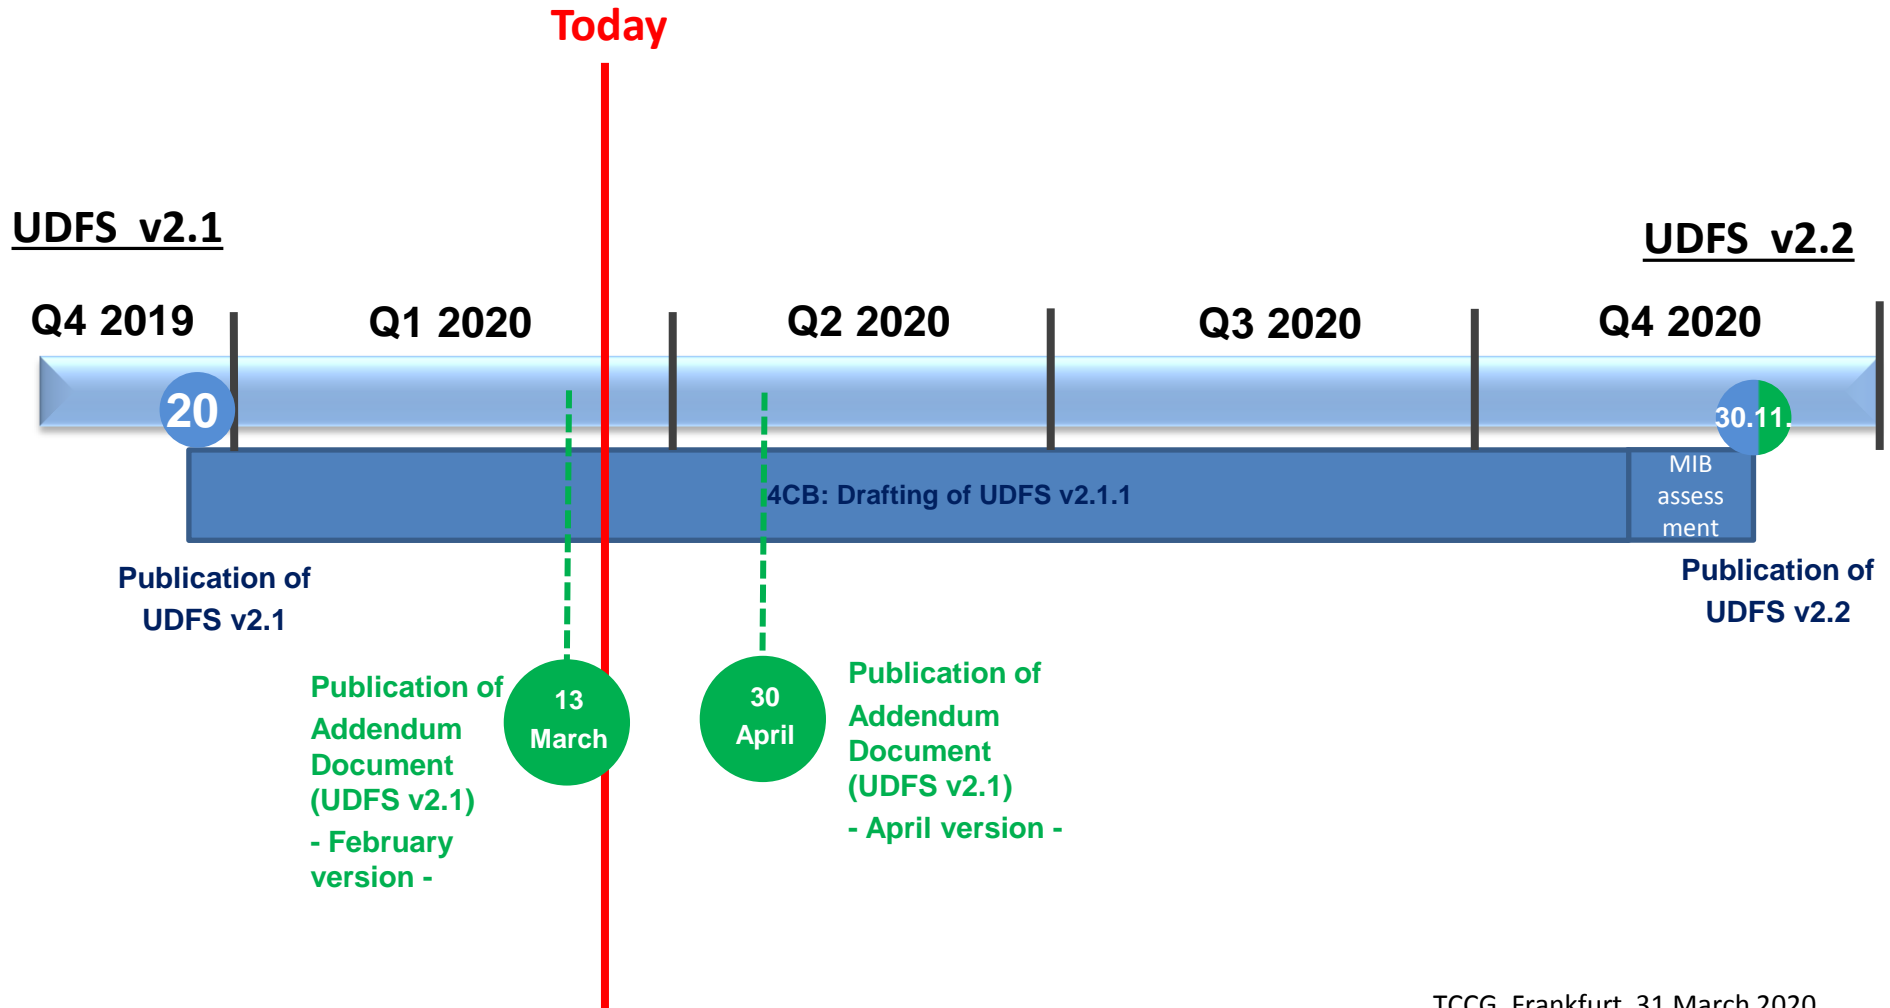 Today
UDFS v2.1
UDFS v2.2
Q4 2019
Q1 2020
Q2 2020
Q3 2020
Q4 2020
20
30.11.
4CB: Drafting of UDFS v2.1.1
MIB
assess
ment
Publication of
UDFS v2.1
Publication of
UDFS v2.2
Publication of
Addendum
Document
(UDFS v2.1)
- February
version -
13
March
30
April
Publication of
Addendum
Document
(UDFS v2.1)
- April version -
TCCG, Frankfurt, 31 March 2020